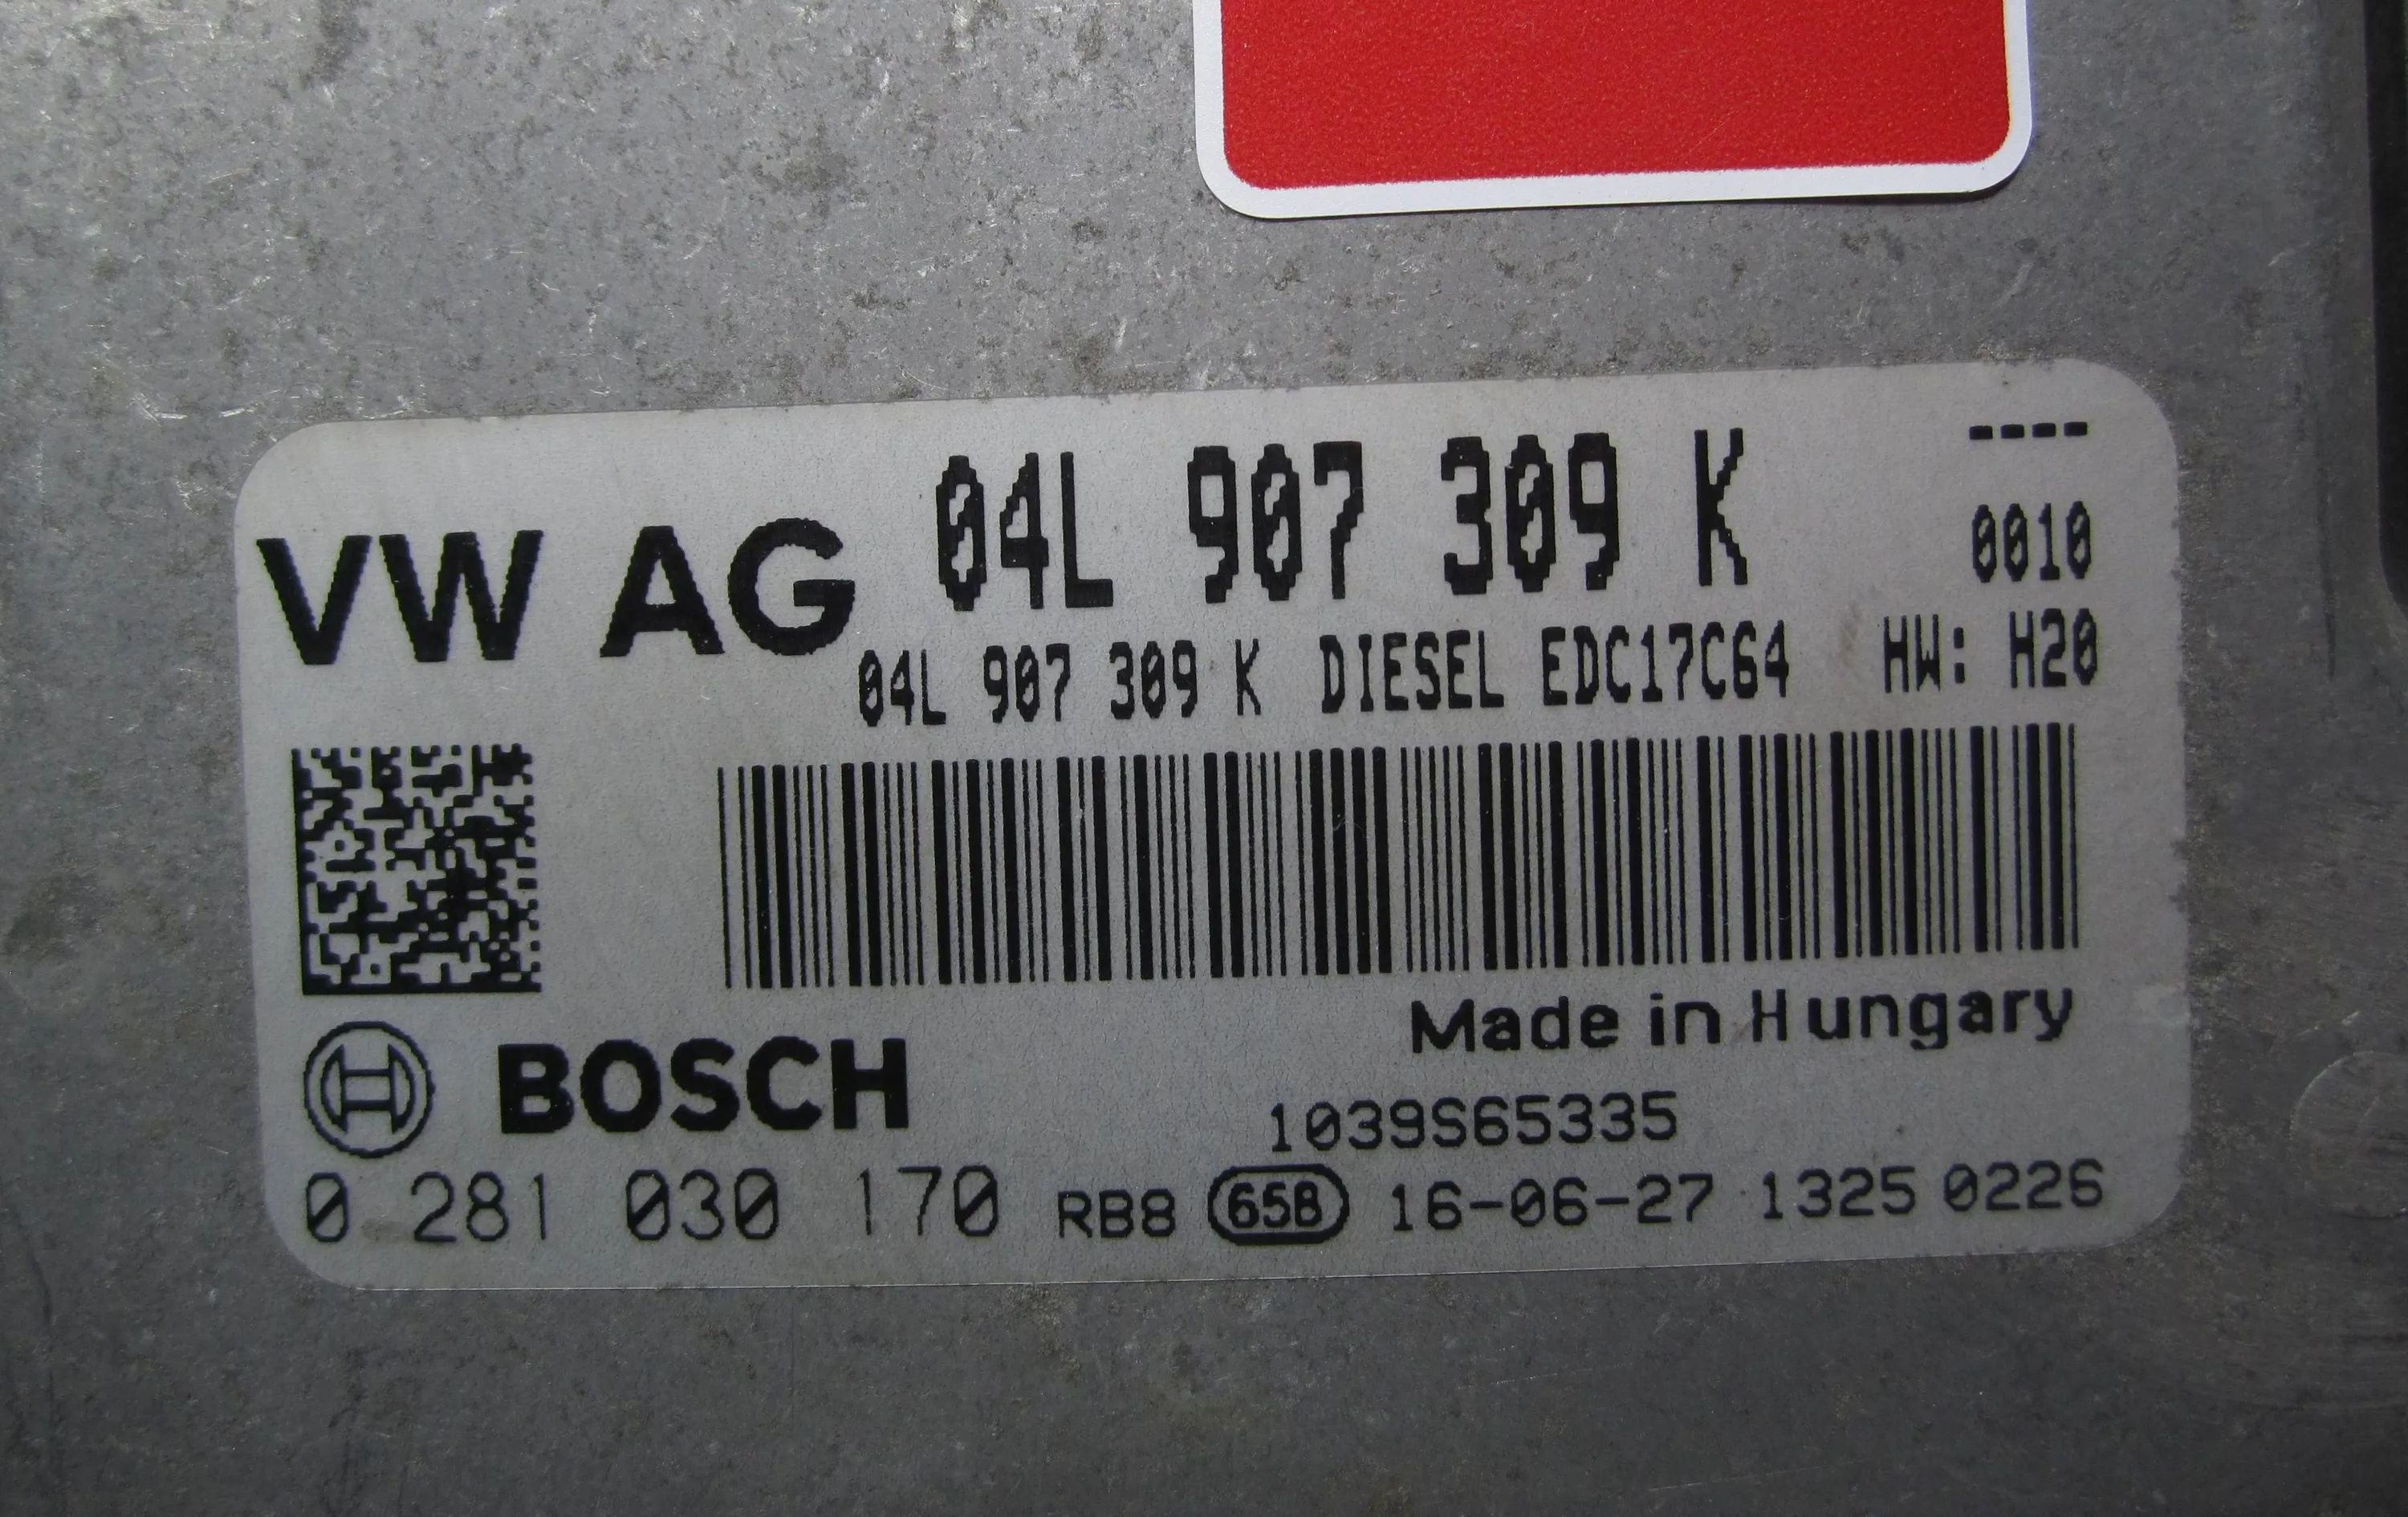 VW AG 04L 907 309 K ----
0010
04L 907 309 K DIESEL EDC17C64 HW: H20
Made in Hungary
BOSCH 1039S65335
0 281 030 170 RB8 65B 16-06-27 1325 0226